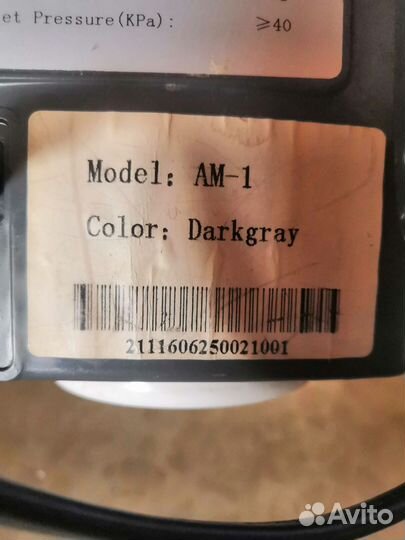 et Pressure(KPa): ≥40
Model: AM-1
Color: Darkgray
2111606250021001
Avito